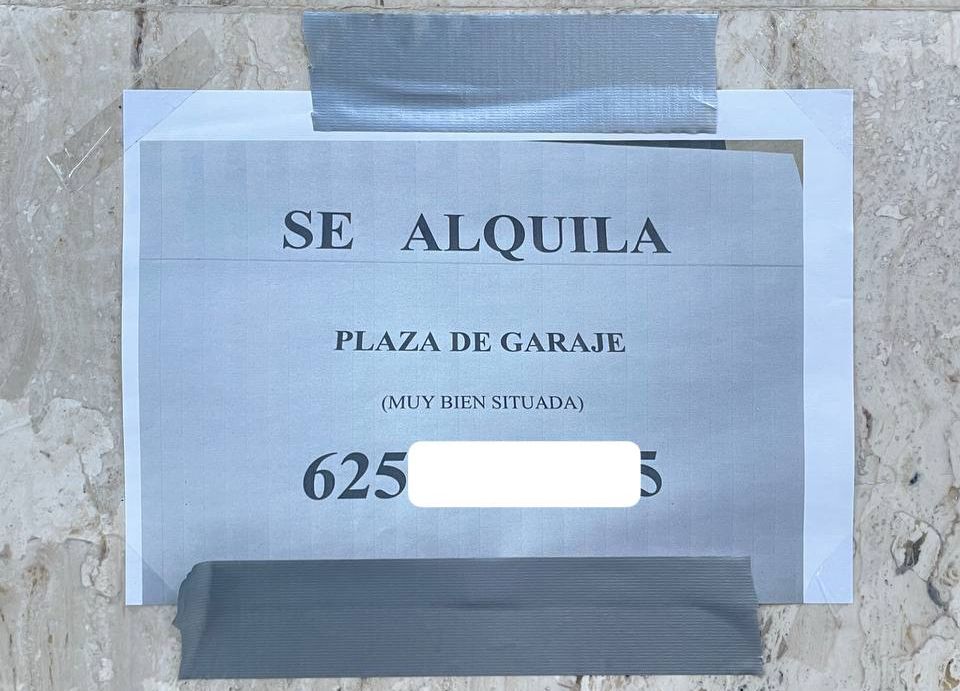 SE ALQUILA
PLAZA DE GARAJE
(MUY BIEN SITUADA)
625 5